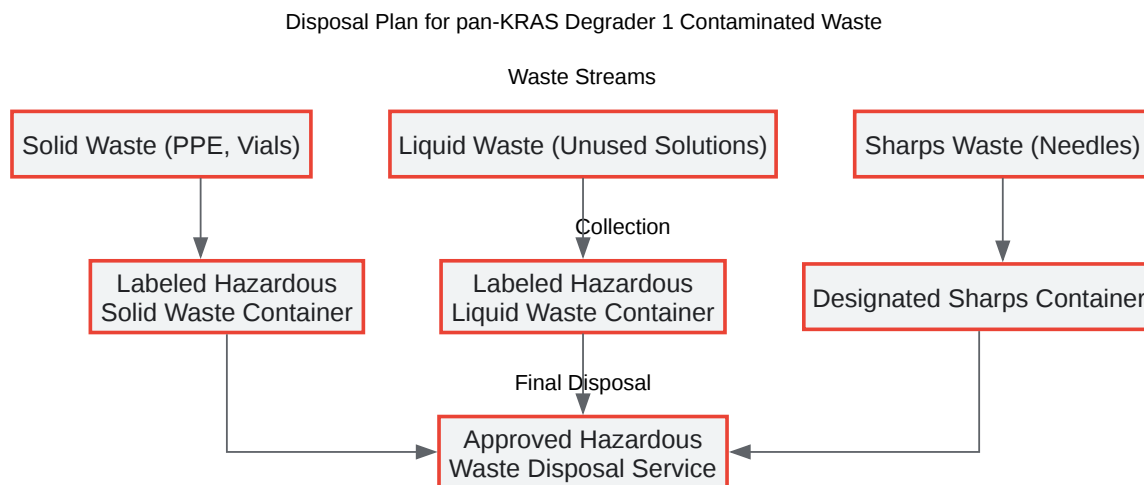 Disposal Plan for pan-KRAS Degrader 1 Contaminated Waste
Waste Streams
Solid Waste (PPE, Vials)
Liquid Waste (Unused Solutions)
Sharps Waste (Needles)
Collection
Labeled Hazardous
Solid Waste Container
Labeled Hazardous
Liquid Waste Container
Designated Sharps Container
Final Disposal
Approved Hazardous
Waste Disposal Service